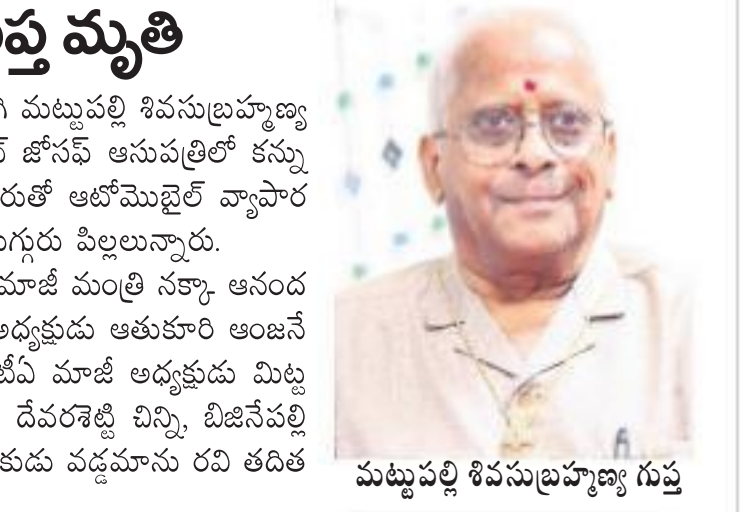 ప్త మృతి
మట్టుపల్లి శివసుబ్రహ్మణ్య
జోసఫ్ ఆసుపత్రిలో కన్ను
రుతో ఆటోమొబైల్ వ్యాపార
గ్గురు పిల్లలున్నారు.
మాజీ మంత్రి నక్కా ఆనంద
అధ్యక్షుడు ఆతుకూరి ఆంజనే
టీఏ మాజీ అధ్యక్షుడు మిట్ట
దేవరశెట్టి చిన్ని, బిజినేపల్లి
కుడు వడ్డమాను రవి తదిత
మట్టుపల్లి శివసుబ్రహ్మణ్య గుప్త